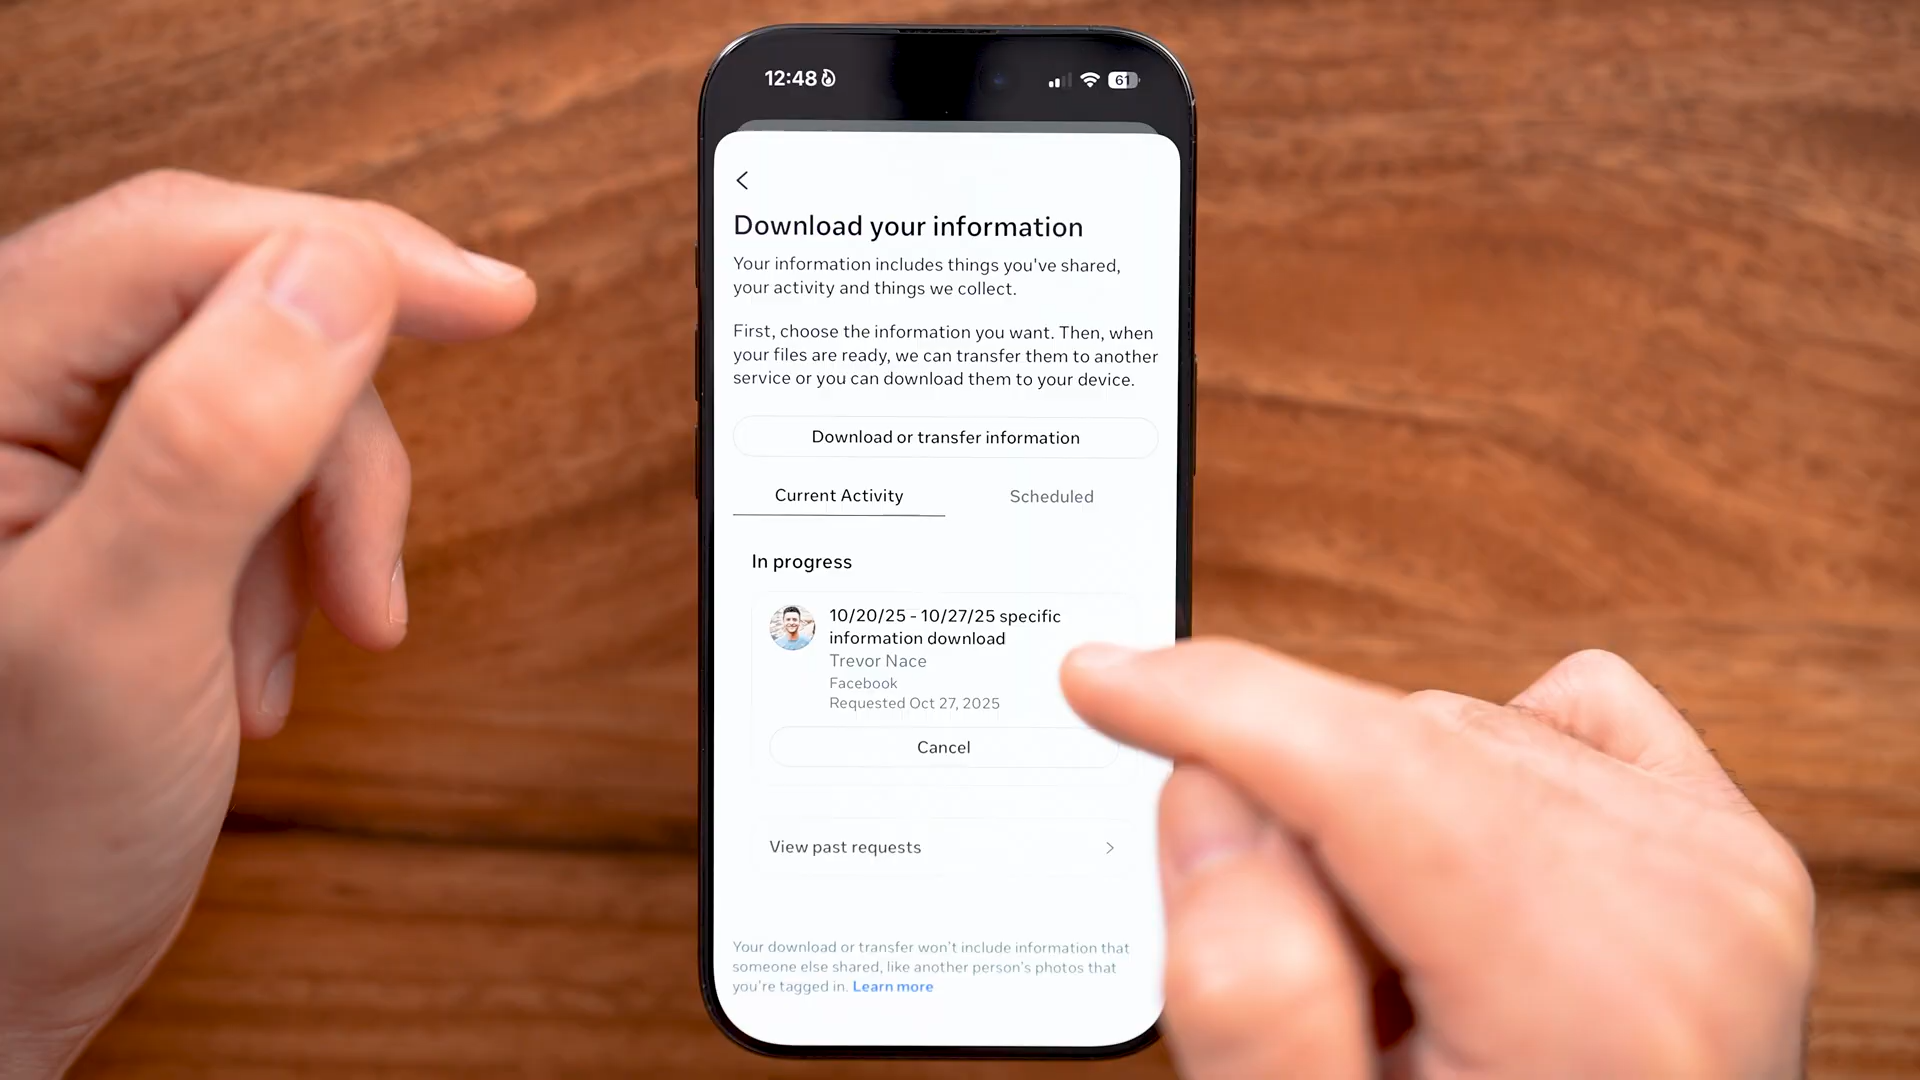 12:48
61
Download your information
Your information includes things you've shared,
your activity and things we collect.
First, choose the information you want. Then, when
your files are ready, we can transfer them to another
service or you can download them to your device.
Download or transfer information
Current Activity
Scheduled
In progress
10/20/25 - 10/27/25 specific
information download
Trevor Nace
Facebook
Requested Oct 27, 2025
Cancel
View past requests
Your download or transfer won't include information that
someone else shared, like another person's photos that
you're tagged in. Learn more